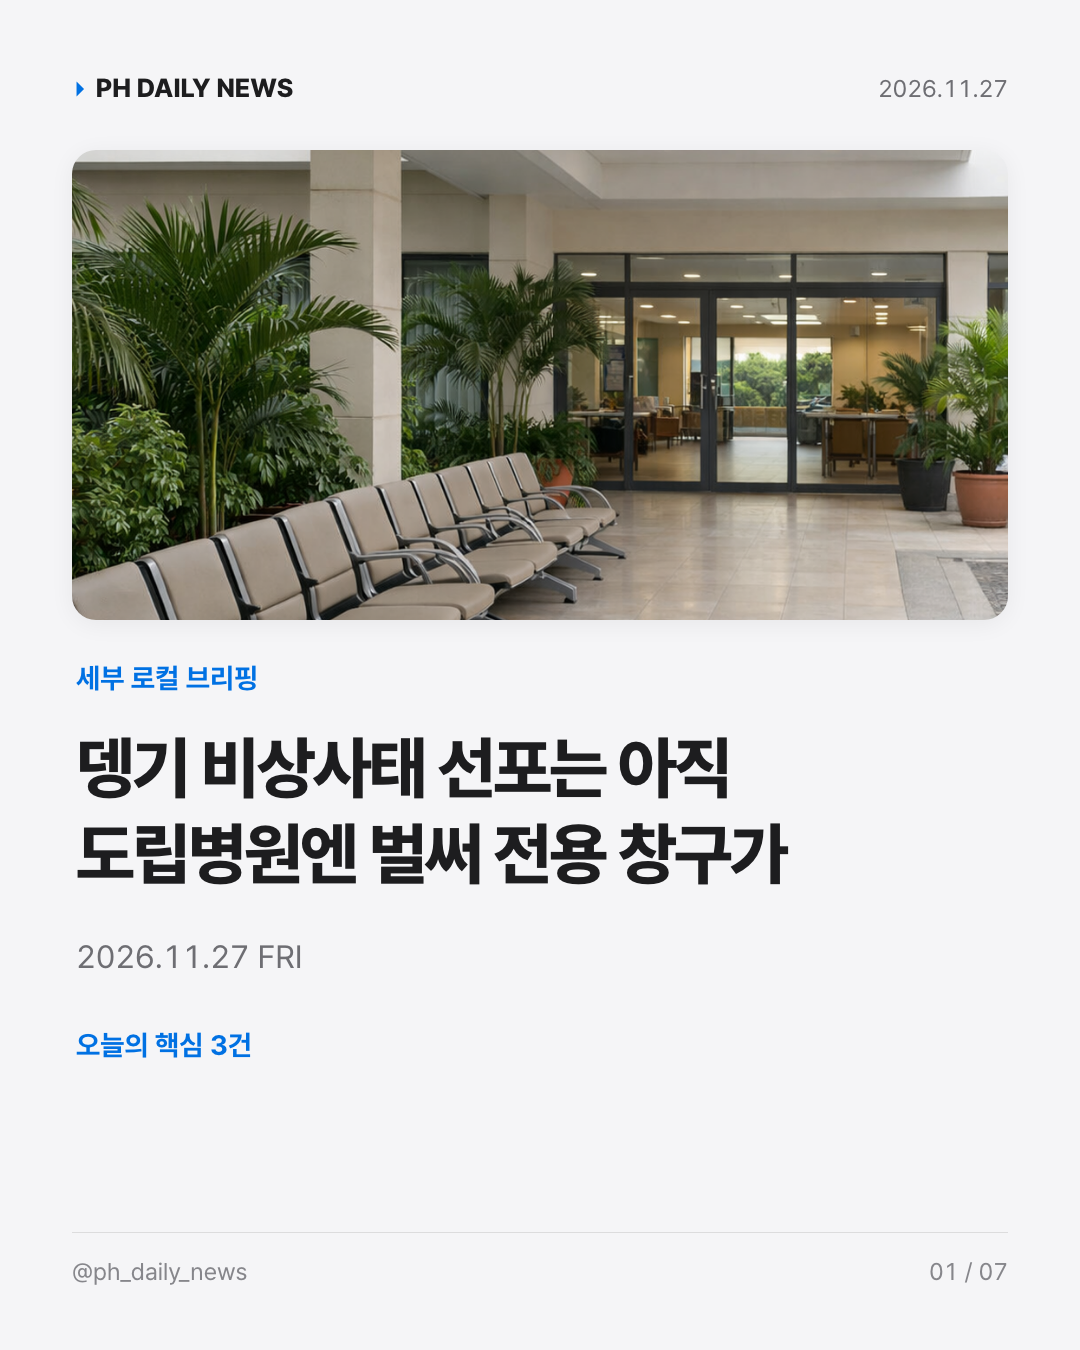 PH DAILY NEWS
2026.11.27
세부 로컬 브리핑
뎅기 비상사태 선포는 아직
도립병원엔 벌써 전용 창구가
2026.11.27 FRI
오늘의 핵심 3건
@ph_daily_news
01 / 07